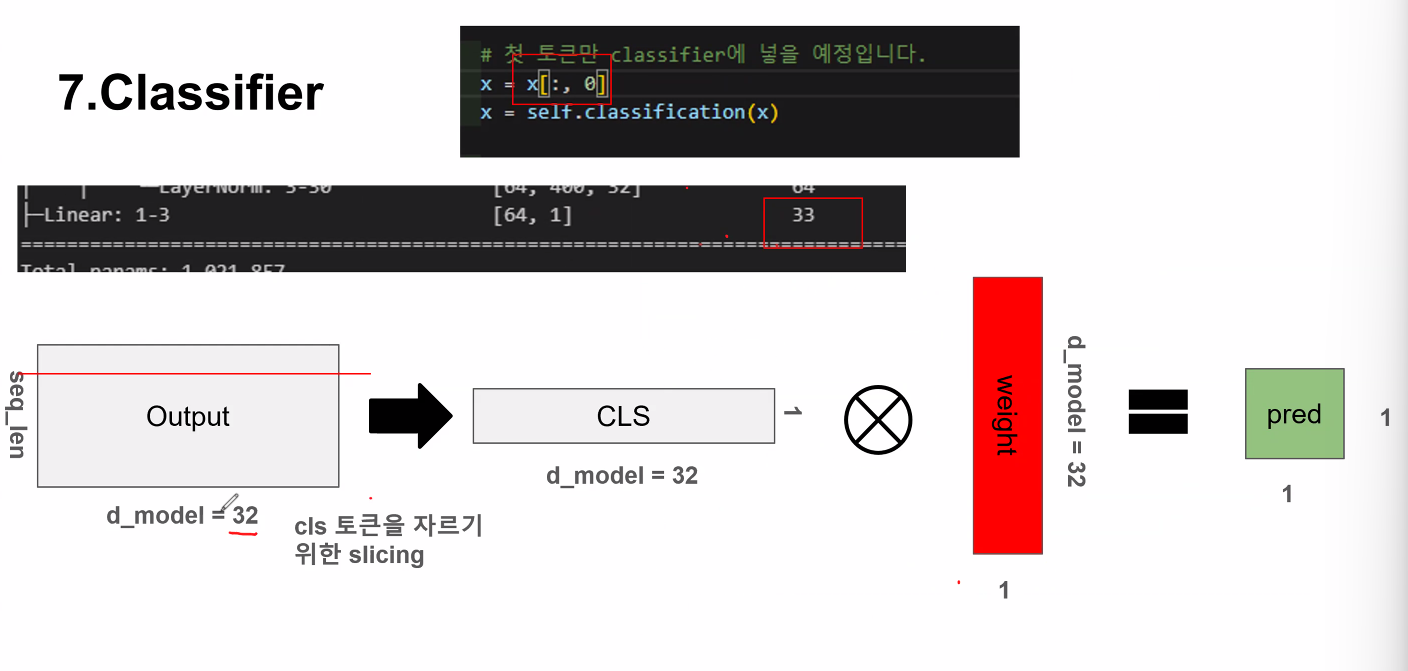 7.Classifier
# 첫 토큰만 classifier에 넣을 예정입니다.
x = x[:, 0]
x = self.classification(x)
LayerNorm: 3-30 [64, 400, 32] 64
├─Linear: 1-3 [64, 1] 33
==========================================================================================
Total params: 1,021,857
seq_len
Output
d_model = 32
cls 토큰을 자르기
위한 slicing
CLS
1
d_model = 32
weight
d_model = 32
1
pred
1
1